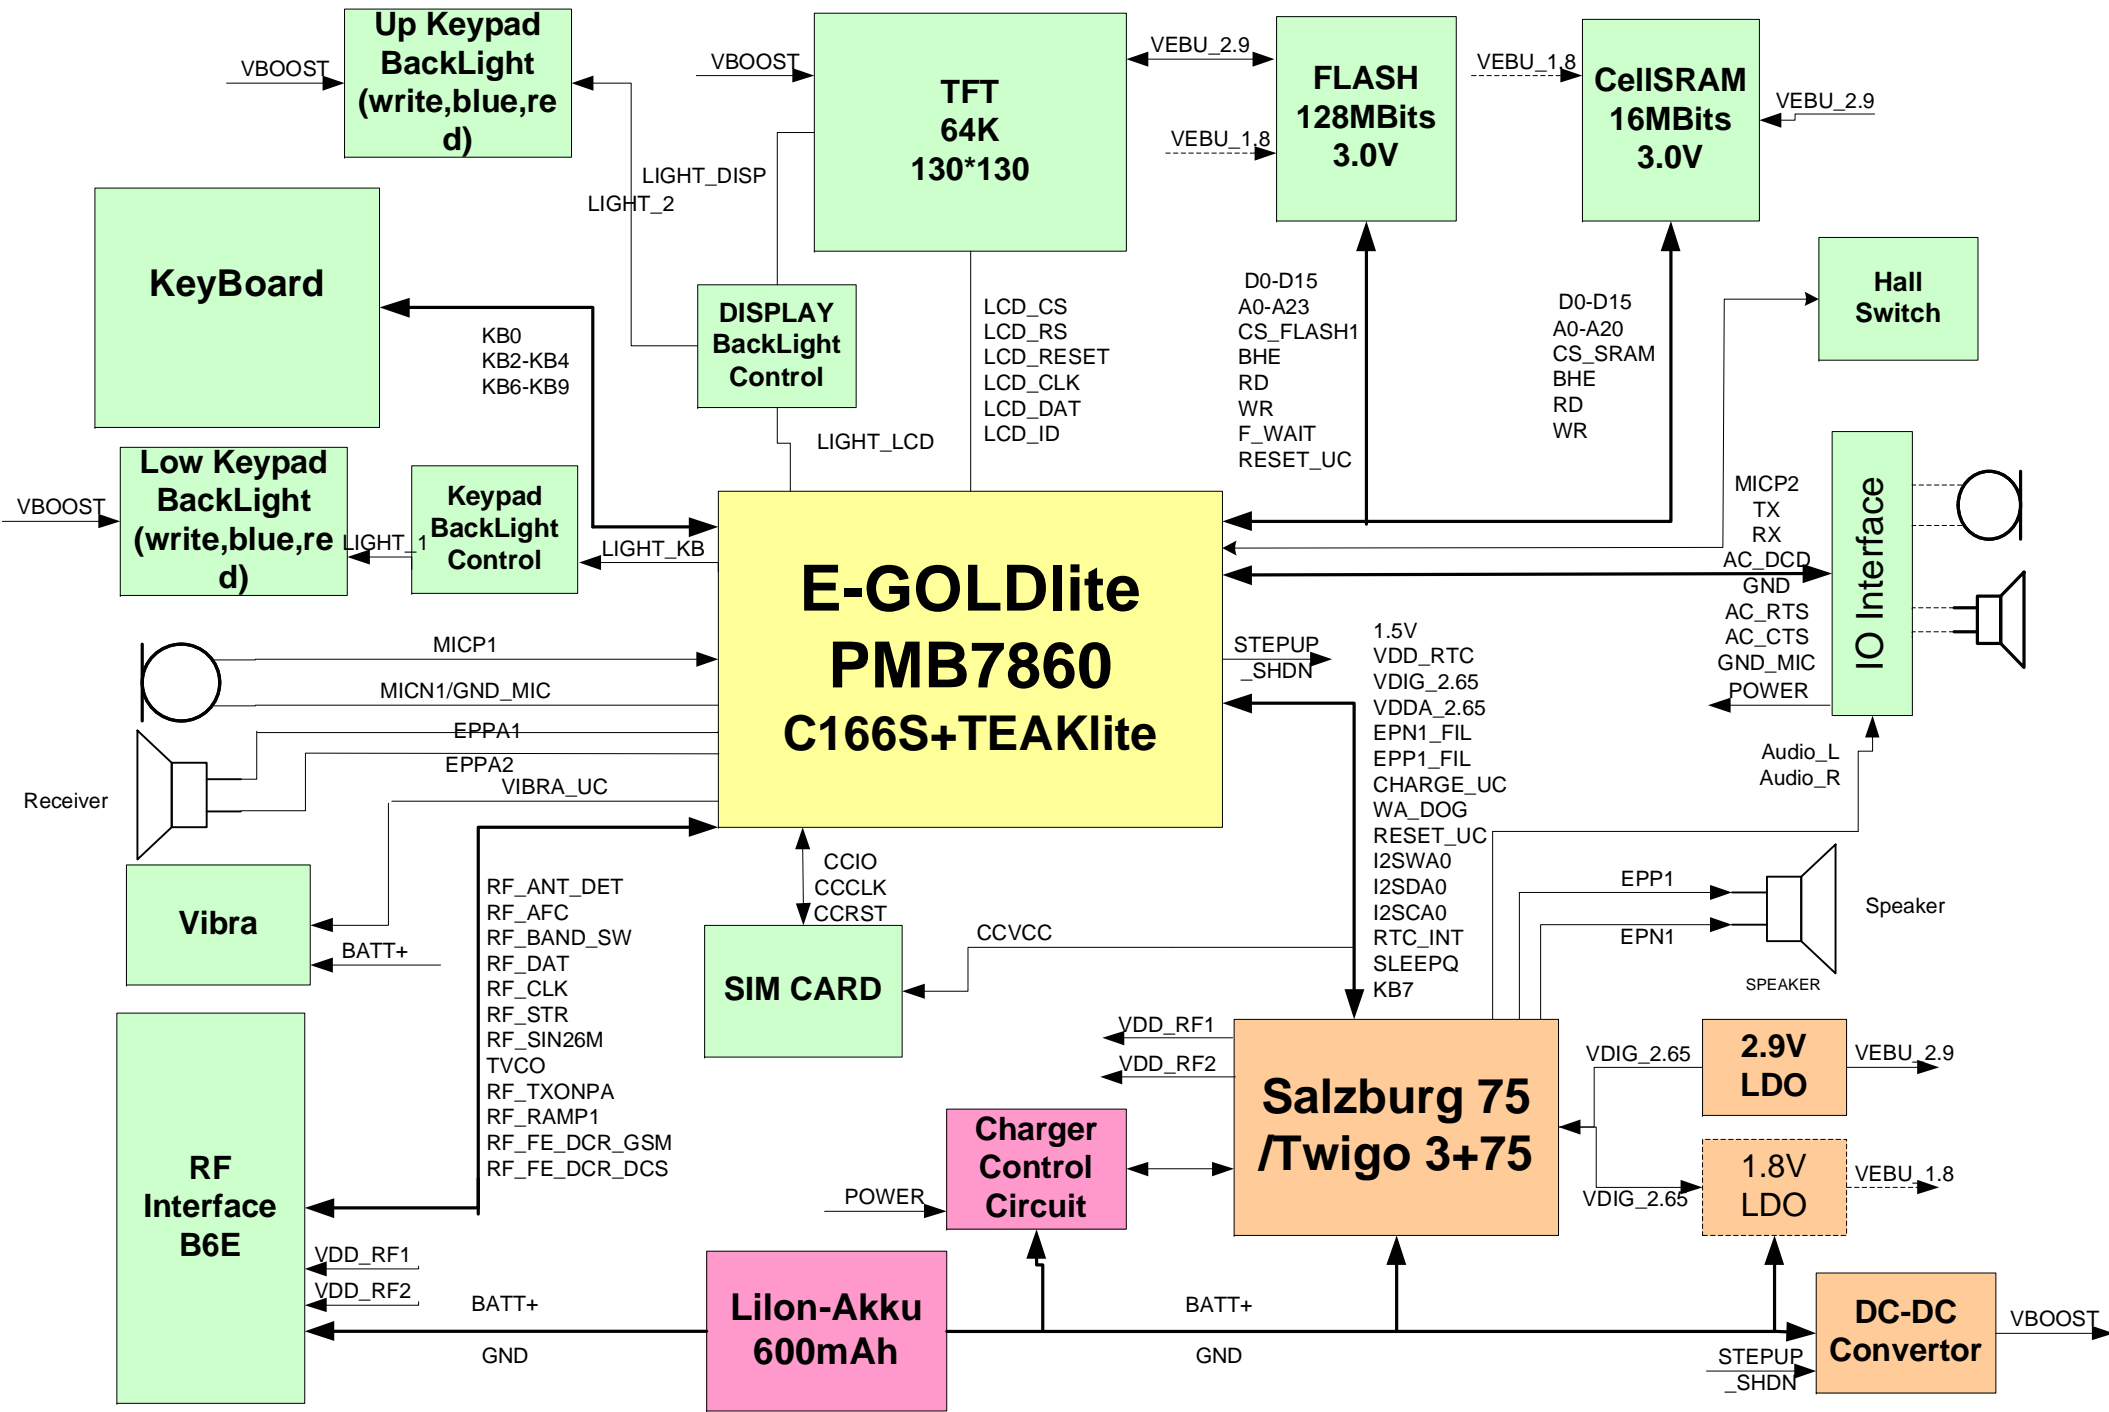 Up Keypad
BackLight
(write,blue,re
d)
VBOOST
TFT
64K
130*130
VBOOST
VEBU_2.9
FLASH
128MBits
3.0V
VEBU_1.8
VEBU_1.8
CellSRAM
16MBits
3.0V
VEBU_2.9
LIGHT_DISP
LIGHT_2
KeyBoard
KB0
KB2-KB4
KB6-KB9
DISPLAY
BackLight
Control
LIGHT_LCD
LCD_CS
LCD_RS
LCD_RESET
LCD_CLK
LCD_DAT
LCD_ID
D0-D15
A0-A23
CS_FLASH1
BHE
RD
WR
F_WAIT
RESET_UC
D0-D15
A0-A20
CS_SRAM
BHE
RD
WR
Hall
Switch
Low Keypad
BackLight
(write,blue,re
d)
VBOOST
LIGHT_1
Keypad
BackLight
Control
LIGHT_KB
E-GOLDlite
PMB7860
C166S+TEAKlite
MICP2
TX
RX
AC_DCD
GND
AC_RTS
AC_CTS
GND_MIC
POWER
IO Interface
Audio_L
Audio_R
MICP1
MICN1/GND_MIC
EPPA1
EPPA2
VIBRA_UC
Receiver
STEPUP
_SHDN
1.5V
VDD_RTC
VDIG_2.65
VDDA_2.65
EPN1_FIL
EPP1_FIL
CHARGE_UC
WA_DOG
RESET_UC
I2SWA0
I2SDA0
I2SCA0
RTC_INT
SLEEPQ
KB7
Vibra
BATT+
CCIO
CCCLK
CCRST
SIM CARD
CCVCC
EPP1
EPN1
Speaker
SPEAKER
RF_ANT_DET
RF_AFC
RF_BAND_SW
RF_DAT
RF_CLK
RF_STR
RF_SIN26M
TVCO
RF_TXONPA
RF_RAMP1
RF_FE_DCR_GSM
RF_FE_DCR_DCS
RF
Interface
B6E
VDD_RF1
VDD_RF2
VDD_RF1
VDD_RF2
Salzburg 75
/Twigo 3+75
VDIG_2.65
2.9V
LDO
VEBU_2.9
VDIG_2.65
1.8V
LDO
VEBU_1.8
Charger
Control
Circuit
POWER
BATT+
GND
LiIon-Akku
600mAh
BATT+
GND
DC-DC
Convertor
STEPUP
_SHDN
VBOOST